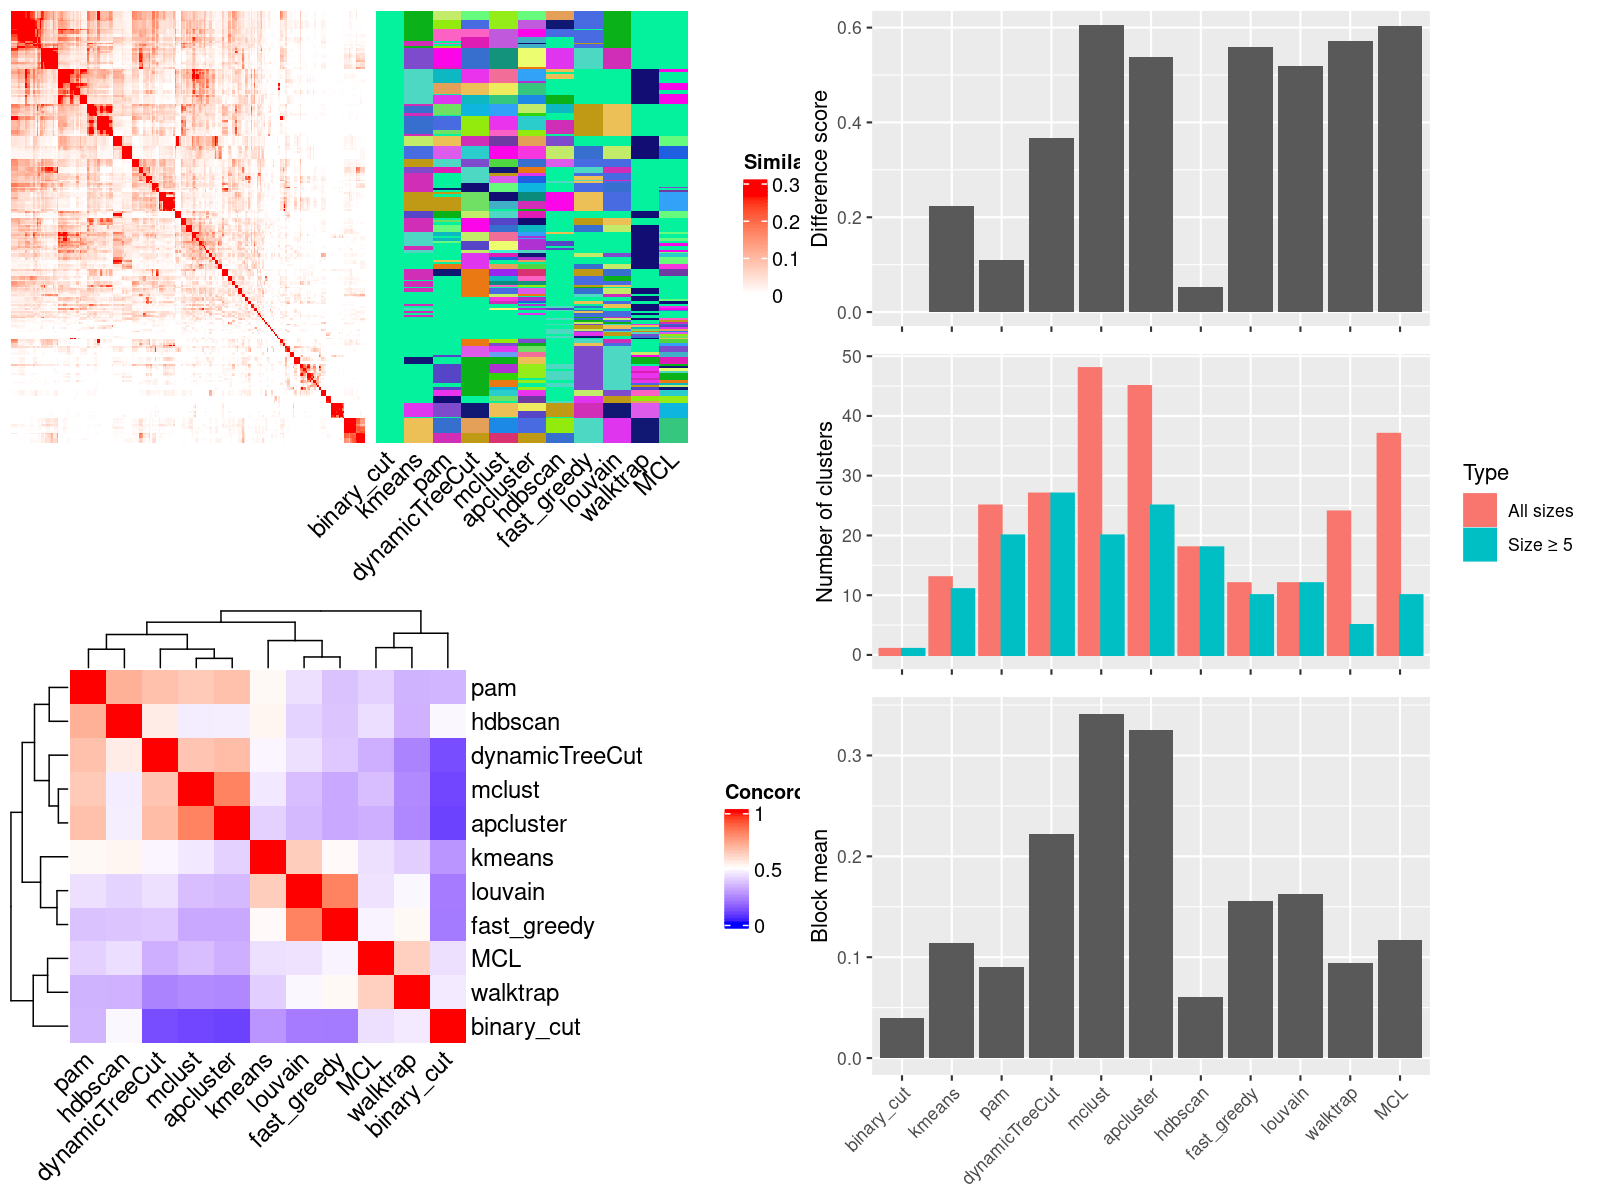 Simila
0.3
0.2
0.1
0
binary_cut
kmeans
pam
dynamicTreeCut
mclust
apcluster
hdbscan
fast_greedy
louvain
walktrap
MCL
pam
hdbscan
dynamicTreeCut
mclust
apcluster
kmeans
louvain
fast_greedy
MCL
walktrap
binary_cut
pam
hdbscan
dynamicTreeCut
mclust
apcluster
kmeans
louvain
fast_greedy
MCL
walktrap
binary_cut
Concord
1
0.5
0
Difference score
0.6
0.4
0.2
0.0
Number of clusters
50
40
30
20
10
0
Type
All sizes
Size ≥ 5
Block mean
0.3
0.2
0.1
0.0
binary_cut
kmeans
pam
dynamicTreeCut
mclust
apcluster
hdbscan
fast_greedy
louvain
walktrap
MCL